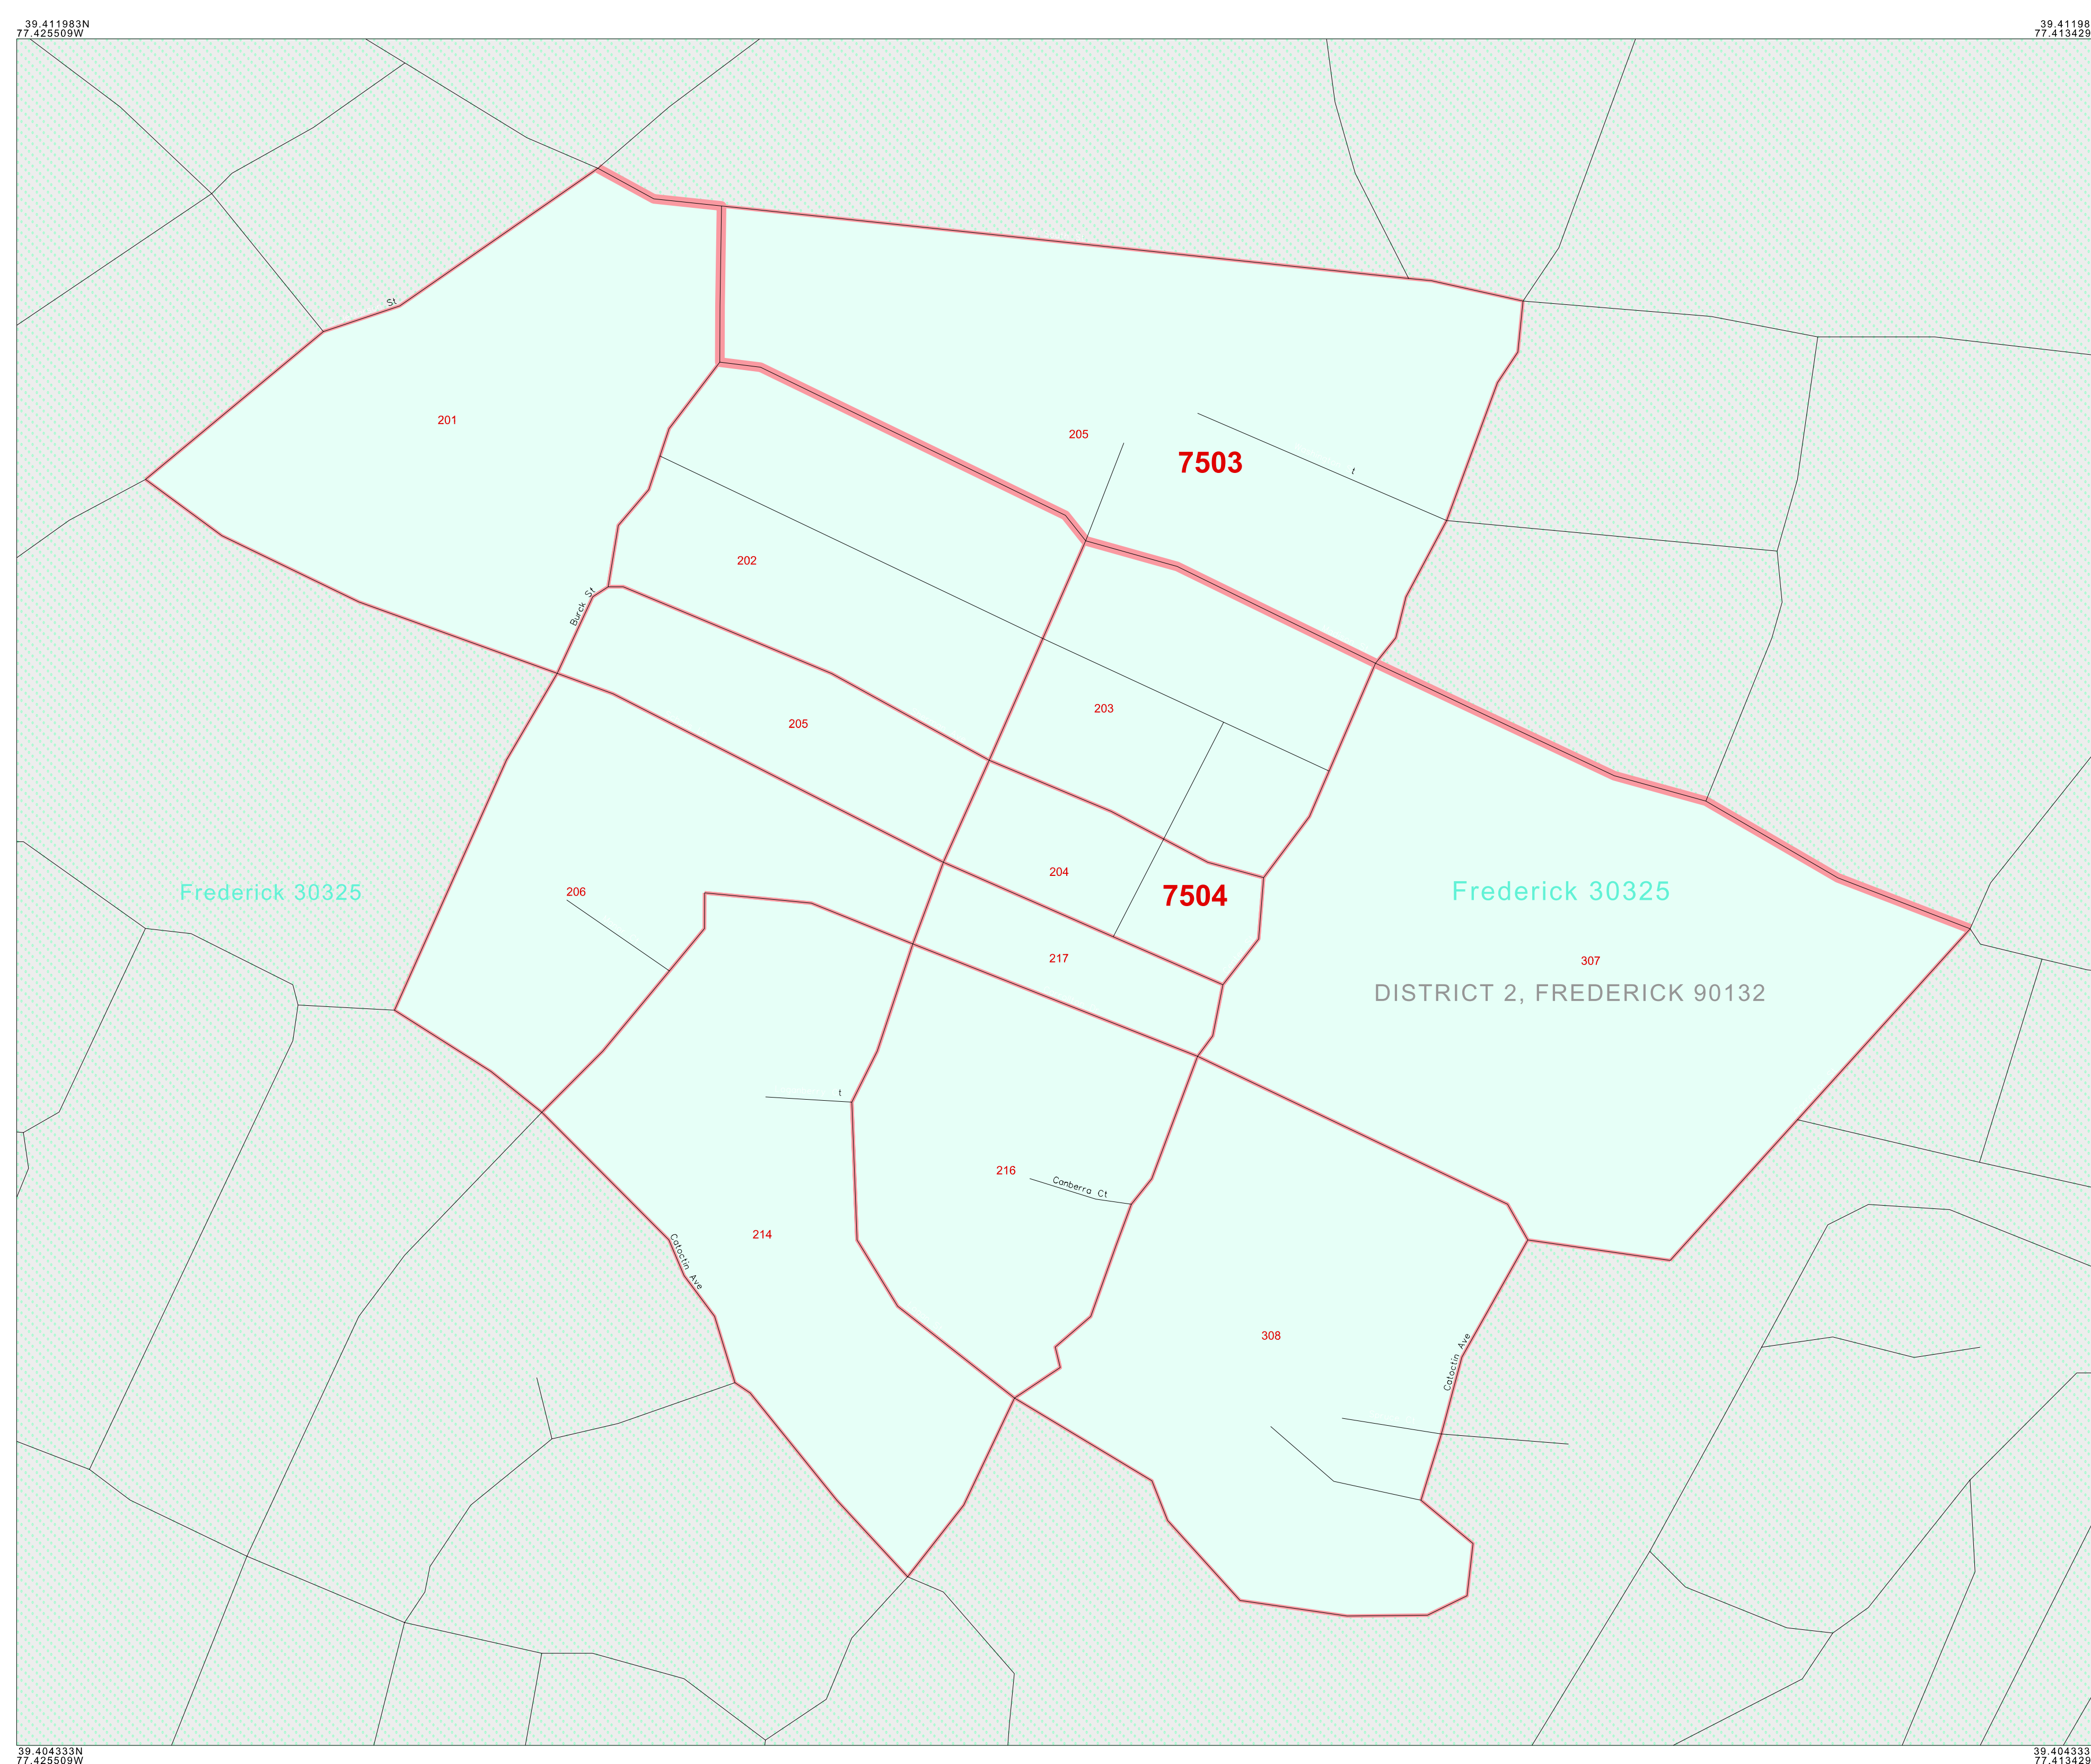 39.411983N
77.425509W
39.41198
77.413429
St
201
205
7503
t
202
Burck St
203
205
204
7504
206
Frederick 30325
Frederick 30325
217
307
DISTRICT 2, FREDERICK 90132
t
216
Canberra Ct
214
Catoctin Ave
308
Catoctin Ave
39.404333N
77.425509W
39.404333
77.413429